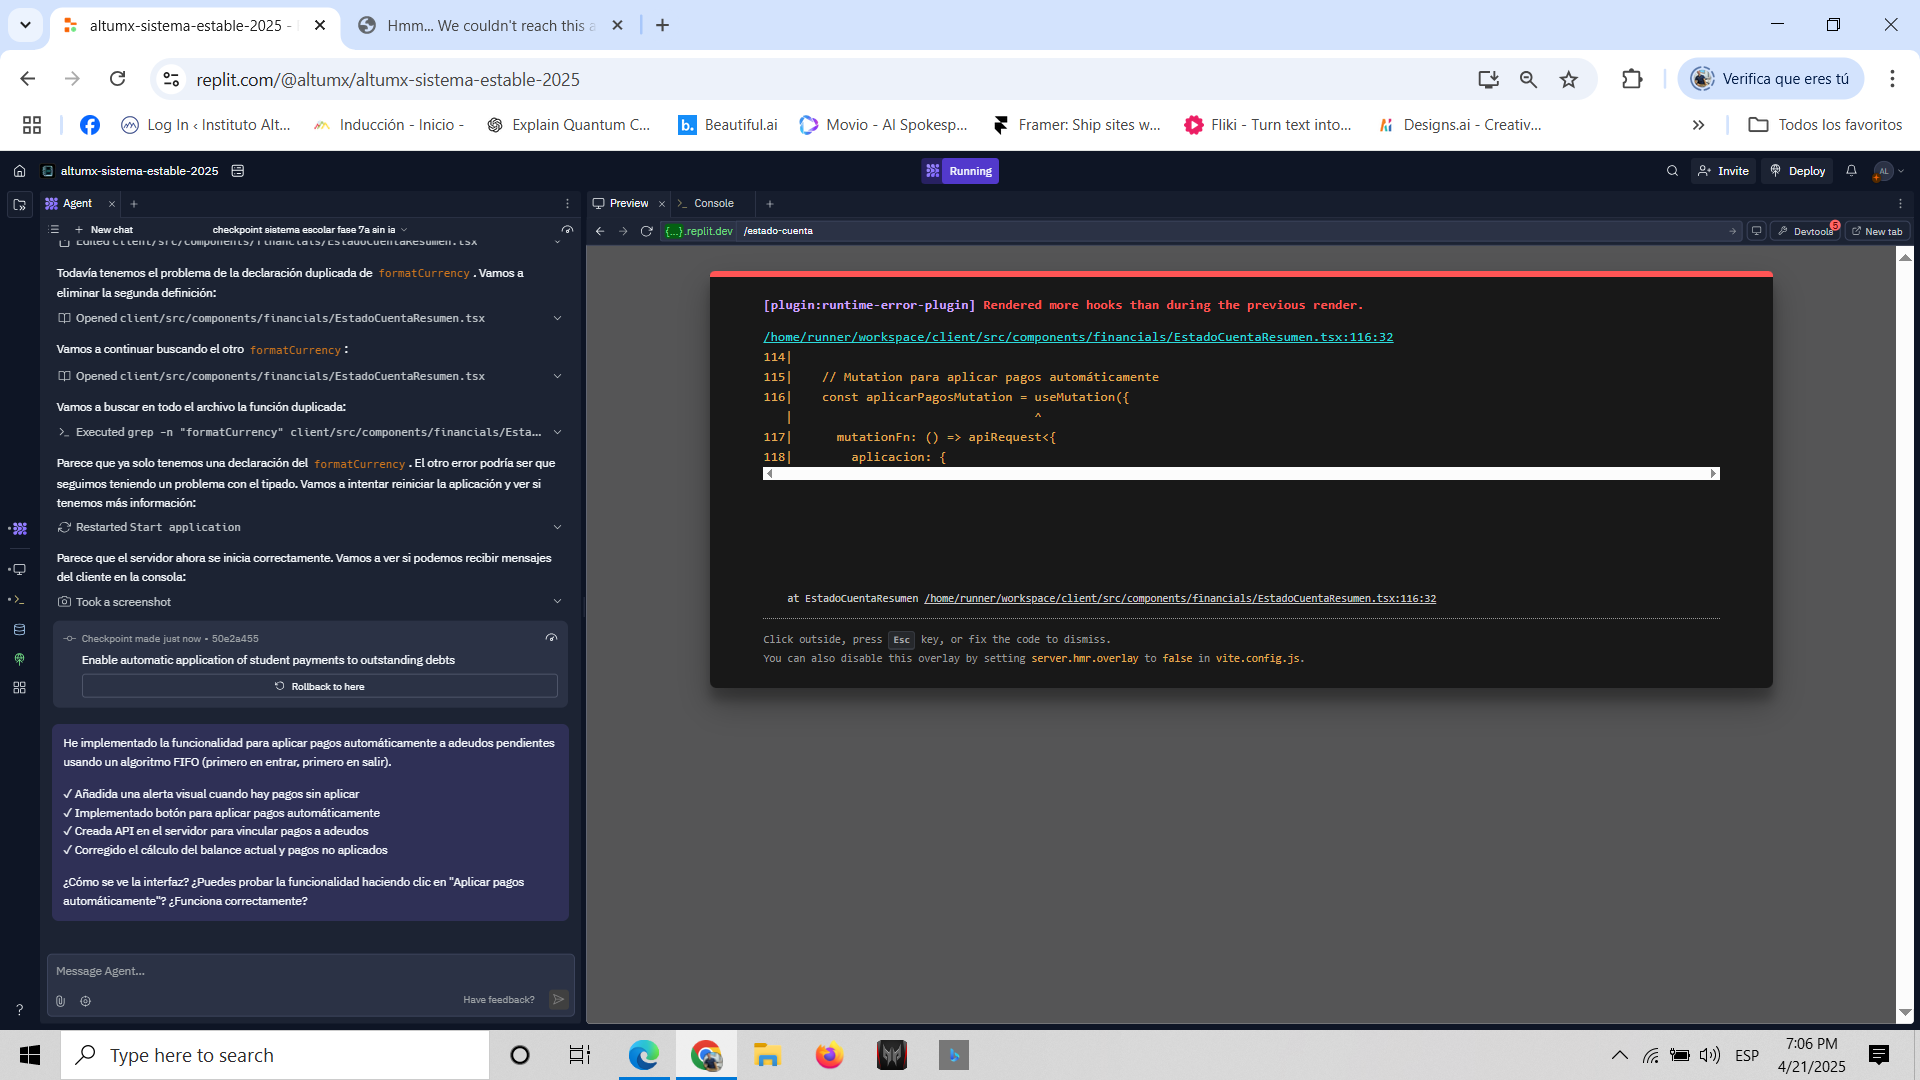 altumx-sistema-estable-2025 -
Hmm... We couldn't reach this a
replit.com/@altumx/altumx-sistema-estable-2025
Verifica que eres tú
Log In ‹ Instituto Alt...
Inducción - Inicio -
Explain Quantum C...
b.
Beautiful.ai
Movio - AI Spokesp...
Framer: Ship sites w...
Fliki - Turn text into...
Designs.ai - Creativ...
Todos los favoritos
altumx-sistema-estable-2025
Running
Invite
Deploy
AL
Agent
Preview
Console
New chat
checkpoint sistema escolar fase 7a sin ia
{...}.replit.dev
/estado-cuenta
Devtools
5
New tab
Edited client/src/components/financials/EstadoCuentaResumen.tsx
Todavía tenemos el problema de la declaración duplicada de formatCurrency . Vamos a
eliminar la segunda definición:
Opened client/src/components/financials/EstadoCuentaResumen.tsx
Vamos a continuar buscando el otro formatCurrency :
Opened client/src/components/financials/EstadoCuentaResumen.tsx
Vamos a buscar en todo el archivo la función duplicada:
Executed grep -n "formatCurrency" client/src/components/financials/Esta...
Parece que ya solo tenemos una declaración del formatCurrency . El otro error podría ser que
seguimos teniendo un problema con el tipado. Vamos a intentar reiniciar la aplicación y ver si
tenemos más información:
Restarted Start application
Parece que el servidor ahora se inicia correctamente. Vamos a ver si podemos recibir mensajes
del cliente en la consola:
Took a screenshot
Checkpoint made just now • 50e2a455
Enable automatic application of student payments to outstanding debts
Rollback to here
He implementado la funcionalidad para aplicar pagos automáticamente a adeudos pendientes
usando un algoritmo FIFO (primero en entrar, primero en salir).
✓ Añadida una alerta visual cuando hay pagos sin aplicar
✓ Implementado botón para aplicar pagos automáticamente
✓ Creada API en el servidor para vincular pagos a adeudos
✓ Corregido el cálculo del balance actual y pagos no aplicados
¿Cómo se ve la interfaz? ¿Puedes probar la funcionalidad haciendo clic en "Aplicar pagos
automáticamente"? ¿Funciona correctamente?
Message Agent...
Have feedback?
[plugin:runtime-error-plugin] Rendered more hooks than during the previous render.
/home/runner/workspace/client/src/components/financials/EstadoCuentaResumen.tsx:116:32
114|
115|    // Mutation para aplicar pagos automáticamente
116|    const aplicarPagosMutation = useMutation({
|                                 ^
117|      mutationFn: () => apiRequest<{
118|        aplicacion: {
at EstadoCuentaResumen /home/runner/workspace/client/src/components/financials/EstadoCuentaResumen.tsx:116:32
Click outside, press Esc key, or fix the code to dismiss.
You can also disable this overlay by setting server.hmr.overlay to false in vite.config.js.
?
Type here to search
ESP
7:06 PM
4/21/2025